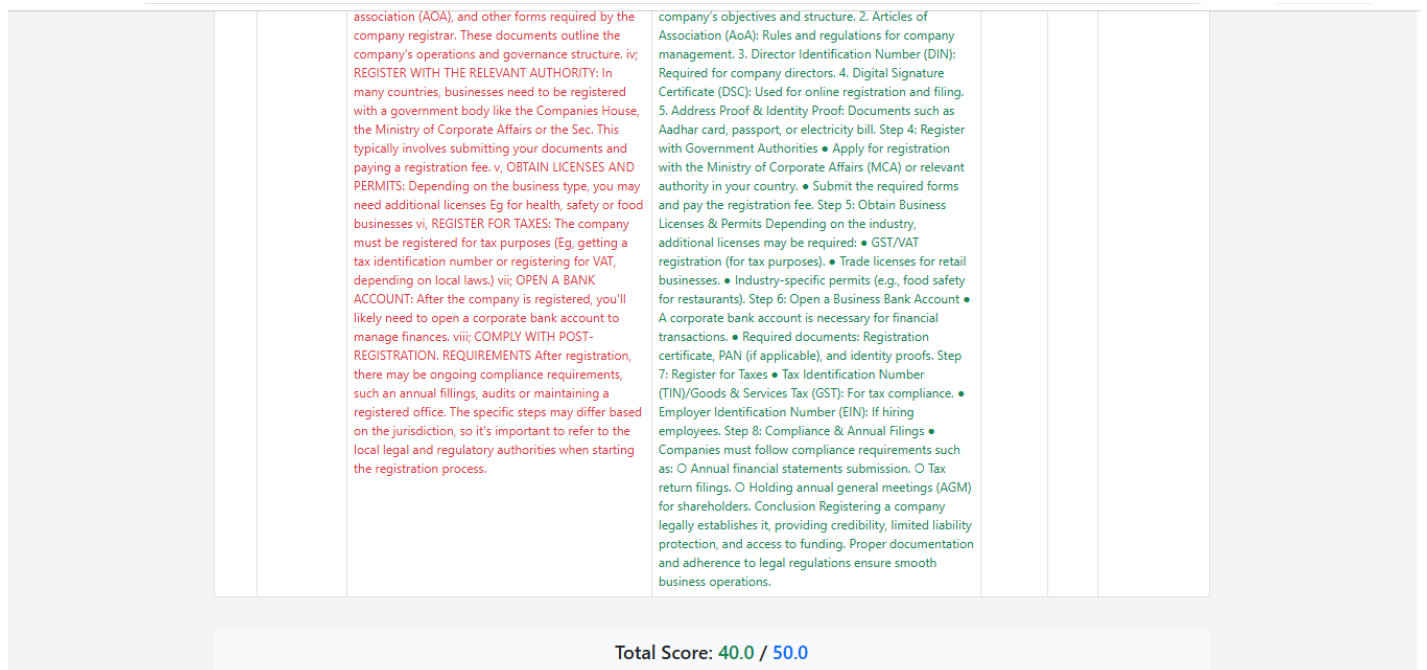 association (AOA), and other forms required by the
company registrar. These documents outline the
company's operations and governance structure. iv;
REGISTER WITH THE RELEVANT AUTHORITY: In
many countries, businesses need to be registered
with a government body like the Companies House,
the Ministry of Corporate Affairs or the Sec. This
typically involves submitting your documents and
paying a registration fee. v, OBTAIN LICENSES AND
PERMITS: Depending on the business type, you may
need additional licenses Eg for health, safety or food
businesses vi, REGISTER FOR TAXES: The company
must be registered for tax purposes (Eg, getting a
tax identification number or registering for VAT,
depending on local laws.) vii; OPEN A BANK
ACCOUNT: After the company is registered, you'll
likely need to open a corporate bank account to
manage finances. viii; COMPLY WITH POST-
REGISTRATION. REQUIREMENTS After registration,
there may be ongoing compliance requirements,
such an annual fillings, audits or maintaining a
registered office. The specific steps may differ based
on the jurisdiction, so it's important to refer to the
local legal and regulatory authorities when starting
the registration process.
company's objectives and structure. 2. Articles of
Association (AoA): Rules and regulations for company
management. 3. Director Identification Number (DIN):
Required for company directors. 4. Digital Signature
Certificate (DSC): Used for online registration and filing.
5. Address Proof & Identity Proof: Documents such as
Aadhar card, passport, or electricity bill. Step 4: Register
with Government Authorities ● Apply for registration
with the Ministry of Corporate Affairs (MCA) or relevant
authority in your country. ● Submit the required forms
and pay the registration fee. Step 5: Obtain Business
Licenses & Permits Depending on the industry,
additional licenses may be required: ● GST/VAT
registration (for tax purposes). ● Trade licenses for retail
businesses. ● Industry-specific permits (e.g., food safety
for restaurants). Step 6: Open a Business Bank Account ●
A corporate bank account is necessary for financial
transactions. ● Required documents: Registration
certificate, PAN (if applicable), and identity proofs. Step
7: Register for Taxes ● Tax Identification Number
(TIN)/Goods & Services Tax (GST): For tax compliance. ●
Employer Identification Number (EIN): If hiring
employees. Step 8: Compliance & Annual Filings ●
Companies must follow compliance requirements such
as: ○ Annual financial statements submission. ○ Tax
return filings. ○ Holding annual general meetings (AGM)
for shareholders. Conclusion Registering a company
legally establishes it, providing credibility, limited liability
protection, and access to funding. Proper documentation
and adherence to legal regulations ensure smooth
business operations.
Total Score: 40.0 / 50.0